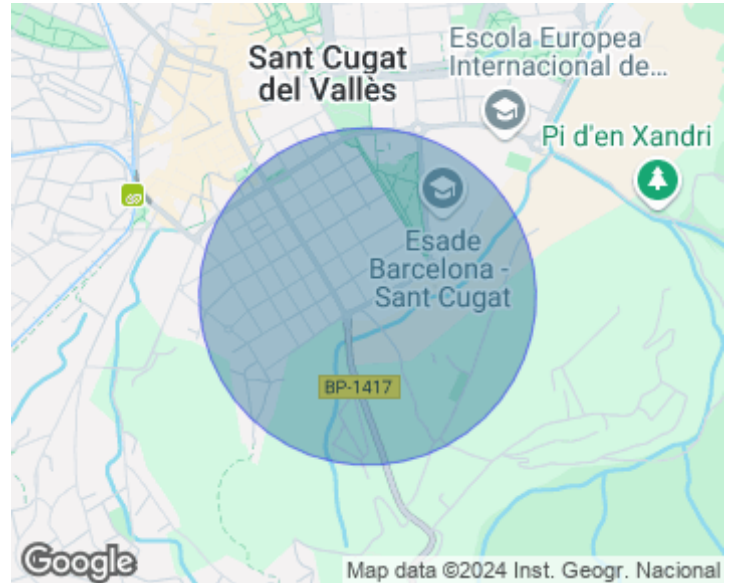 Sant Cugat
del Vallès
Escola Europea
Internacional de...
Pi d'en Xandri
Esade
Barcelona -
Sant Cugat
BP-1417
Google
Map data ©2024 Inst. Geogr. Nacional